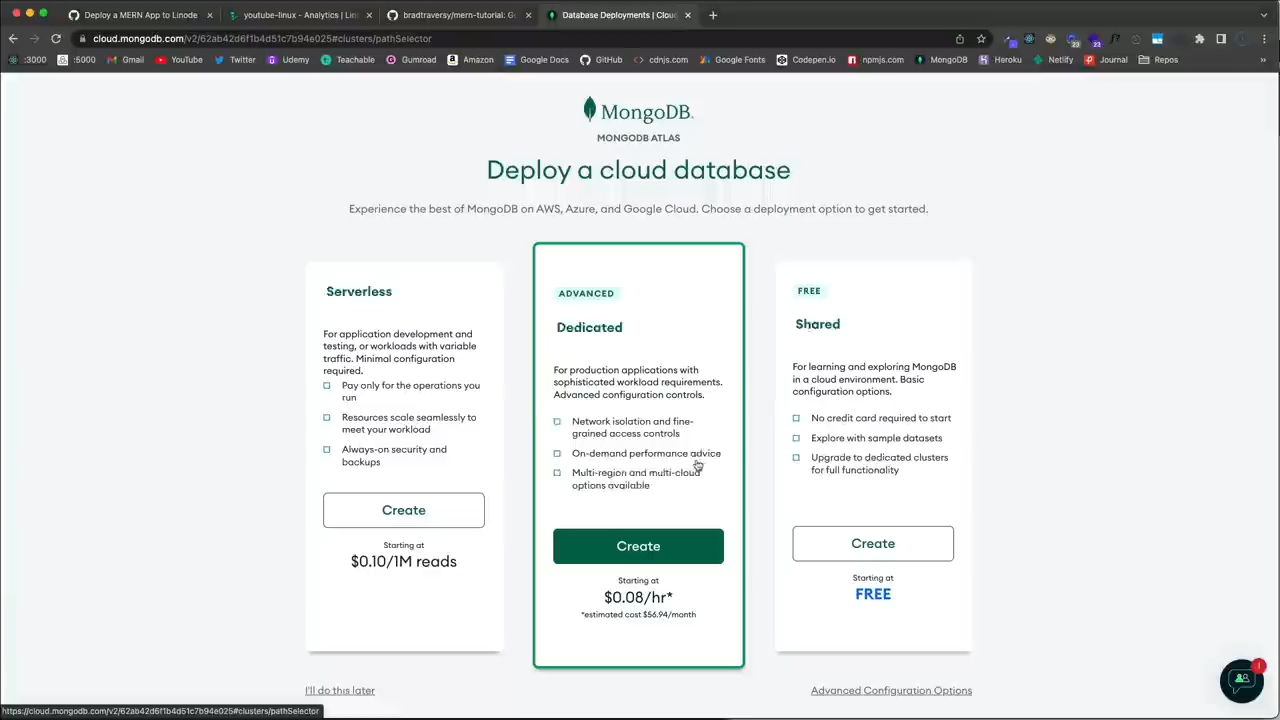 Deploy a MERN App to Linode
youtube-linux - Analytics | Lin
bradtraversy/mern-tutorial: Go
Database Deployments | Cloud
cloud.mongodb.com/v2/62ab42d6f1b4d51c7b94e025#clusters/pathSelector
:3000
:5000
Gmail
YouTube
Twitter
Udemy
Teachable
Gumroad
Amazon
Google Docs
GitHub
cdnjs.com
Google Fonts
Codepen.io
npmjs.com
MongoDB
Heroku
Netlify
Journal
Repos
MongoDB.
MONGODB ATLAS
Deploy a cloud database
Experience the best of MongoDB on AWS, Azure, and Google Cloud. Choose a deployment option to get started.
Serverless
For application development and
testing, or workloads with variable
traffic. Minimal configuration
required.
Pay only for the operations you
run
Resources scale seamlessly to
meet your workload
Always-on security and
backups
Create
Starting at
$0.10/1M reads
ADVANCED
Dedicated
For production applications with
sophisticated workload requirements.
Advanced configuration controls.
Network isolation and fine-
grained access controls
On-demand performance advice
Multi-region and multi-cloud
options available
Create
Starting at
$0.08/hr*
*estimated cost $56.94/month
FREE
Shared
For learning and exploring MongoDB
in a cloud environment. Basic
configuration options.
No credit card required to start
Explore with sample datasets
Upgrade to dedicated clusters
for full functionality
Create
Starting at
FREE
I'll do this later
Advanced Configuration Options
1
https://cloud.mongodb.com/v2/62ab42d6f1b4d51c7b94e025#clusters/pathSelector